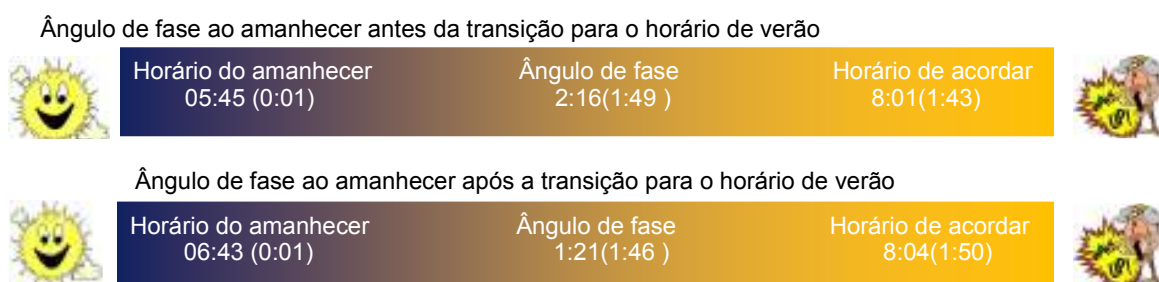 Ângulo de fase ao amanhecer antes da transição para o horário de verão
Horário do amanhecer Ângulo de fase Horário de acordar
05:45 (0:01) 2:16(1:49 ) 8:01(1:43)
Ângulo de fase ao amanhecer após a transição para o horário de verão
Horário do amanhecer Ângulo de fase Horário de acordar
06:43 (0:01) 1:21(1:46 ) 8:04(1:50)